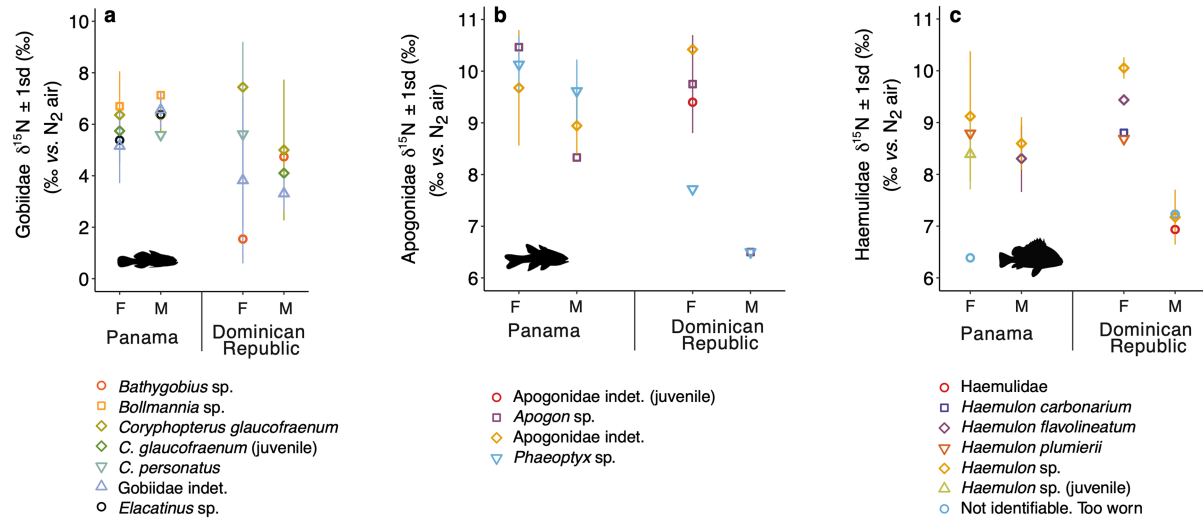 a
Gobiidae δ¹⁵N ± 1sd (‰)
(‰ vs. N₂ air)
10
8
6
4
2
0
F M F M
Panama
Dominican
Republic
Bathygobius sp.
Bollmannia sp.
Coryphopterus glaucofraenum
C. glaucofraenum (juvenile)
C. personatus
Gobiidae indet.
Elacatinus sp.
b
Apogonidae δ¹⁵N ± 1sd (‰)
(‰ vs. N₂ air)
11
10
9
8
7
6
F M F M
Panama
Dominican
Republic
Apogonidae indet. (juvenile)
Apogon sp.
Apogonidae indet.
Phaeoptyx sp.
c
Haemulidae δ¹⁵N ± 1sd (‰)
(‰ vs. N₂ air)
11
10
9
8
7
6
F M F M
Panama
Dominican
Republic
Haemulidae
Haemulon carbonarium
Haemulon flavolineatum
Haemulon plumierii
Haemulon sp.
Haemulon sp. (juvenile)
Not identifiable. Too worn